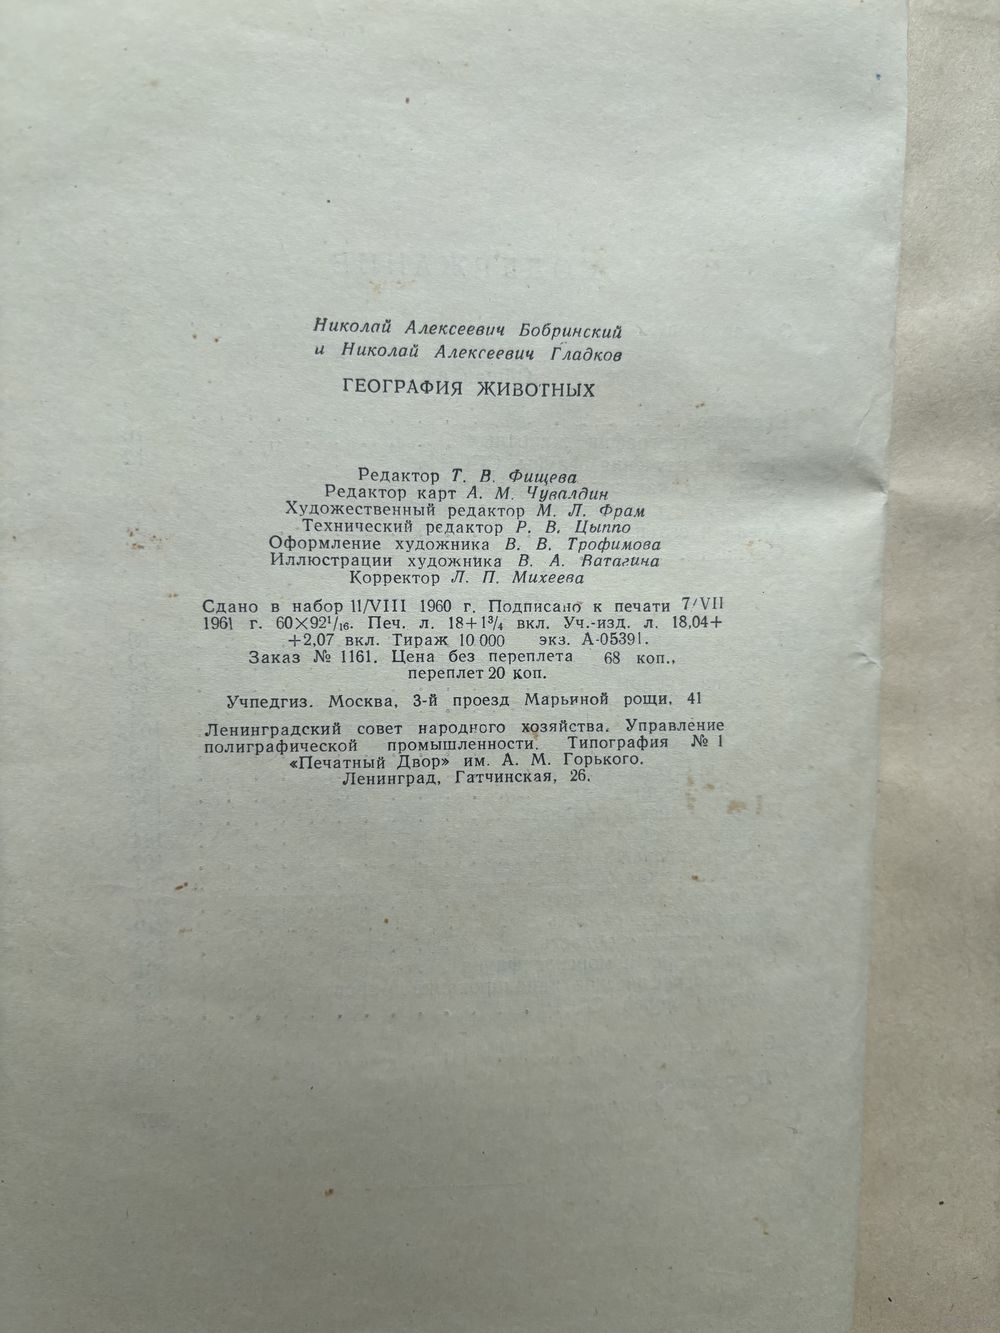 Николай Алексеевич Бобринский
и Николай Алексеевич Гладков
ГЕОГРАФИЯ ЖИВОТНЫХ
Редактор Т. В. Фищева
Редактор карт А. М. Чувалдин
Художественный редактор М. Л. Фрам
Технический редактор Р. В. Цыппо
Оформление художника В. В. Трофимова
Иллюстрации художника В. А. Ватагина
Корректор Л. П. Михеева
Сдано в набор 11/VIII 1960 г. Подписано к печати 7/VII
1961 г. 60×92¹/₁₆. Печ. л. 18+1³/₄ вкл. Уч.-изд. л. 18,04+
+2,07 вкл. Тираж 10 000 экз. А-05391.
Заказ № 1161. Цена без переплета 68 коп.,
переплет 20 коп.
Учпедгиз. Москва, 3-й проезд Марьиной рощи, 41
Ленинградский совет народного хозяйства. Управление
полиграфической промышленности. Типография № 1
«Печатный Двор» им. А. М. Горького.
Ленинград, Гатчинская, 26.